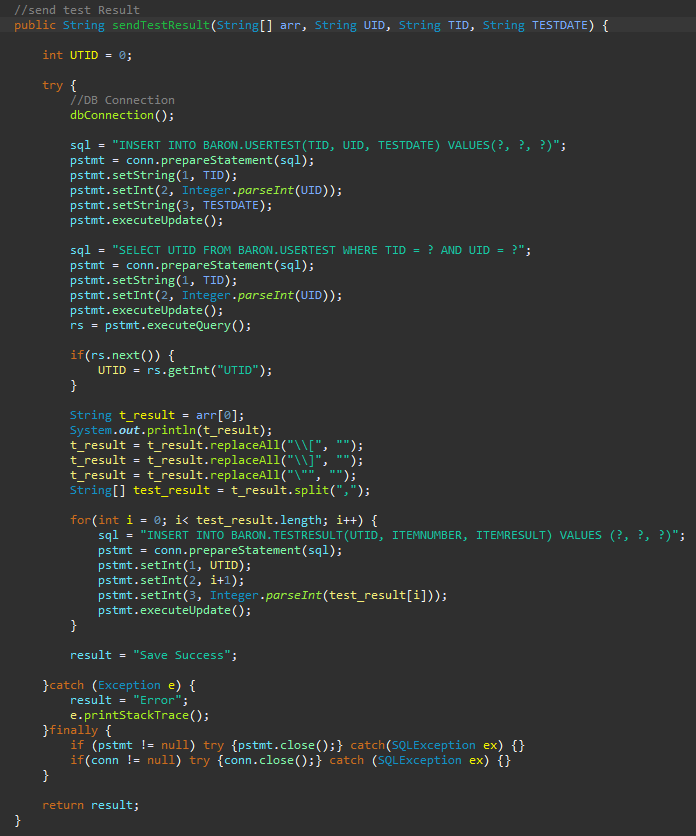 //send test Result
public String sendTestResult(String[] arr, String UID, String TID, String TESTDATE) {
int UTID = 0;
try {
//DB Connection
dbConnection();
sql = "INSERT INTO BARON.USERTEST(TID, UID, TESTDATE) VALUES(?, ?, ?)";
pstmt = conn.prepareStatement(sql);
pstmt.setString(1, TID);
pstmt.setInt(2, Integer.parseInt(UID));
pstmt.setString(3, TESTDATE);
pstmt.executeUpdate();
sql = "SELECT UTID FROM BARON.USERTEST WHERE TID = ? AND UID = ?";
pstmt = conn.prepareStatement(sql);
pstmt.setString(1, TID);
pstmt.setInt(2, Integer.parseInt(UID));
pstmt.executeUpdate();
rs = pstmt.executeQuery();
if(rs.next()) {
UTID = rs.getInt("UTID");
}
String t_result = arr[0];
System.out.println(t_result);
t_result = t_result.replaceAll("\\[", "");
t_result = t_result.replaceAll("\\]", "");
t_result = t_result.replaceAll("\"", "");
String[] test_result = t_result.split(",");
for(int i = 0; i< test_result.length; i++) {
sql = "INSERT INTO BARON.TESTRESULT(UTID, ITEMNUMBER, ITEMRESULT) VALUES (?, ?, ?)";
pstmt = conn.prepareStatement(sql);
pstmt.setInt(1, UTID);
pstmt.setInt(2, i+1);
pstmt.setInt(3, Integer.parseInt(test_result[i]));
pstmt.executeUpdate();
}
result = "Save Success";
}catch (Exception e) {
result = "Error";
e.printStackTrace();
}finally {
if (pstmt != null) try {pstmt.close();} catch(SQLException ex) {}
if(conn != null) try {conn.close();} catch (SQLException ex) {}
}
return result;
}